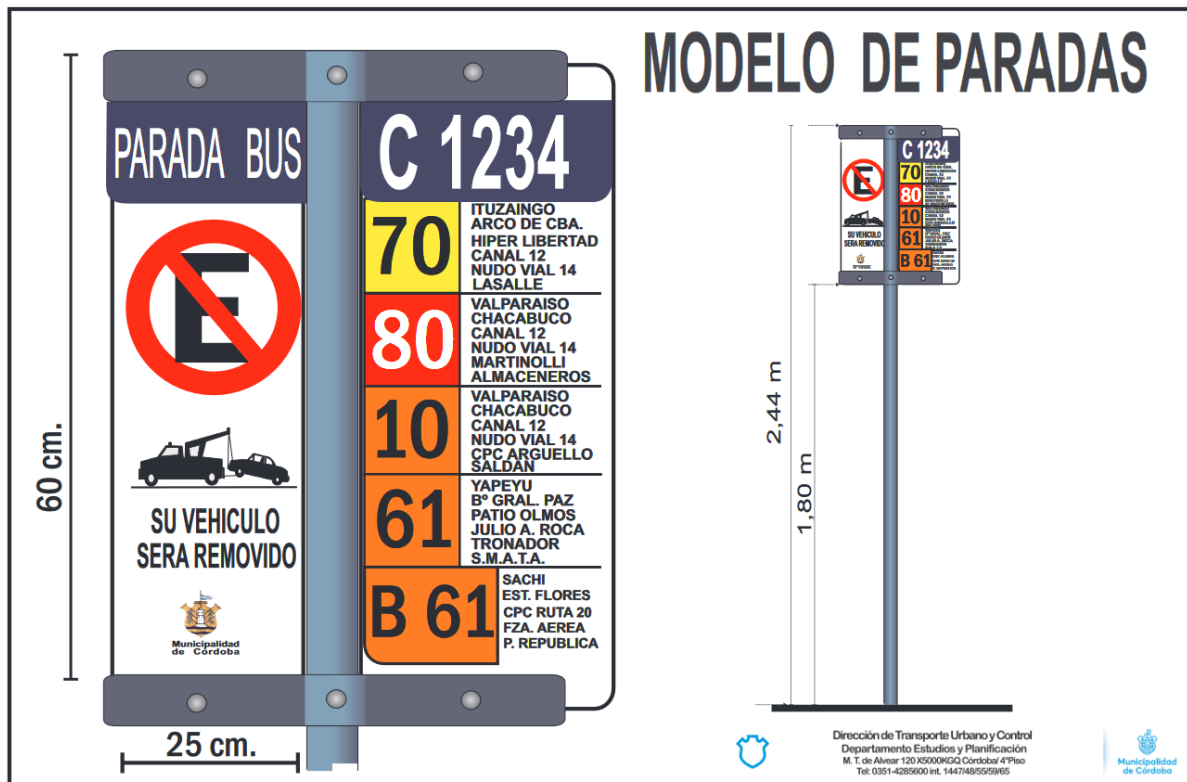 MODELO DE PARADAS
PARADA BUS
C 1234
E
SU VEHICULO
SERA REMOVIDO
Municipalidad
de Córdoba
70
ITUZAINGO
ARCO DE CBA.
HIPER LIBERTAD
CANAL 12
NUDO VIAL 14
LASALLE
80
VALPARAISO
CHACABUCO
CANAL 12
NUDO VIAL 14
MARTINOLLI
ALMACENEROS
10
VALPARAISO
CHACABUCO
CANAL 12
NUDO VIAL 14
CPC ARGUELLO
SALDAN
61
YAPEYU
Bº GRAL. PAZ
PATIO OLMOS
JULIO A. ROCA
TRONADOR
S.M.A.T.A.
B 61
SACHI
EST. FLORES
CPC RUTA 20
FZA. AEREA
P. REPUBLICA
60 cm.
25 cm.
C 1234
E
SU VEHICULO
SERA REMOVIDO
70
80
10
61
B 61
2,44 m
1,80 m
Dirección de Transporte Urbano y Control
Departamento Estudios y Planificación
M. T. de Alvear 120 X5000KGQ Córdoba/ 4°Piso
Tel: 0351-4285600 int. 1447/48/55/59/65
Municipalidad
de Córdoba